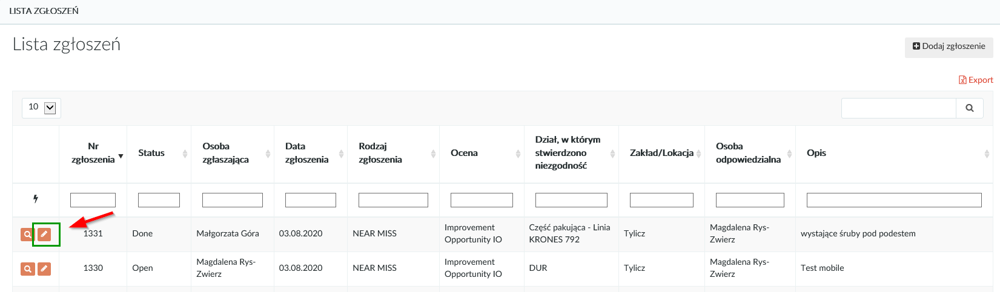 LISTA ZGŁOSZEŃ
Lista zgłoszeń
Dodaj zgłoszenie
Export
10
Nr zgłoszenia
Status
Osoba zgłaszająca
Data zgłoszenia
Rodzaj zgłoszenia
Ocena
Dział, w którym stwierdzono niezgodność
Zakład/Lokacja
Osoba odpowiedzialna
Opis
1331
Done
Małgorzata Góra
03.08.2020
NEAR MISS
Improvement Opportunity IO
Część pakująca - Linia KRONES 792
Tylicz
Magdalena Rys-Zwierz
wystające śruby pod podestem
1330
Open
Magdalena Rys-Zwierz
03.08.2020
NEAR MISS
Improvement Opportunity IO
DUR
Tylicz
Magdalena Rys-Zwierz
Test mobile